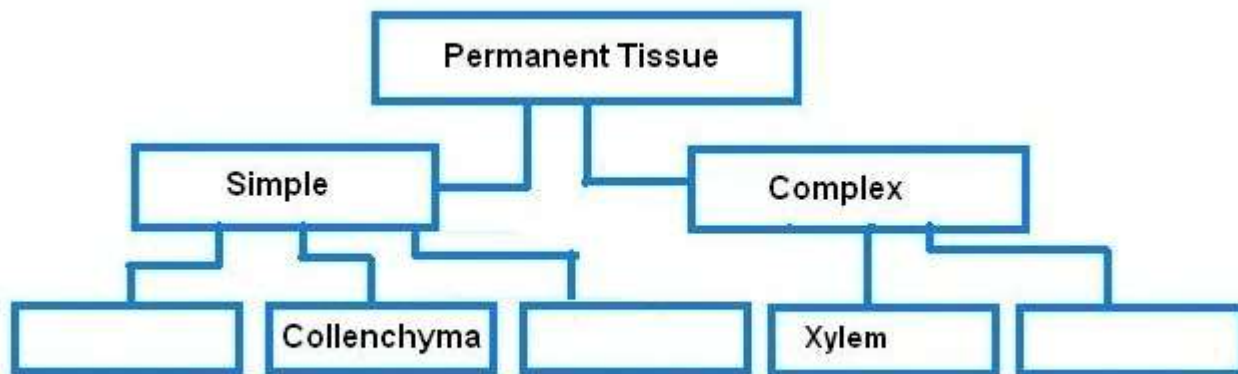 Permanent Tissue
Simple
Complex
Collenchyma
Xylem